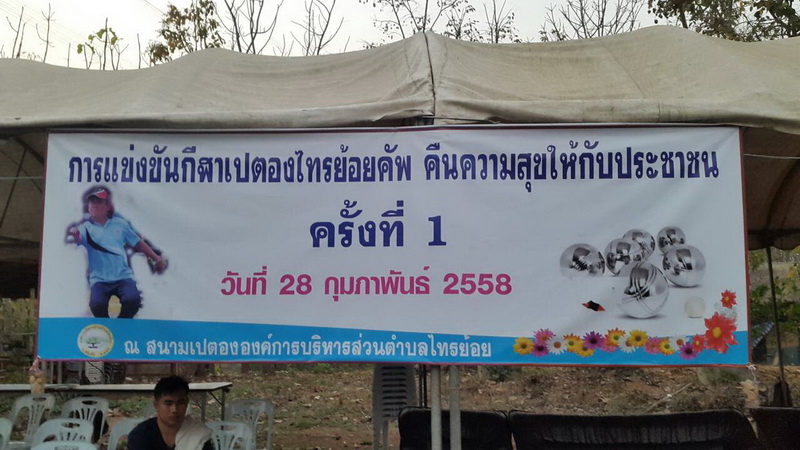 การแข่งขันกีฬาเปตองไทรย้อยคัพ คืนความสุขให้กับประชาชน
ครั้งที่ 1
วันที่ 28 กุมภาพันธ์ 2558
ณ สนามเปตององค์การบริหารส่วนตำบลไทรย้อย